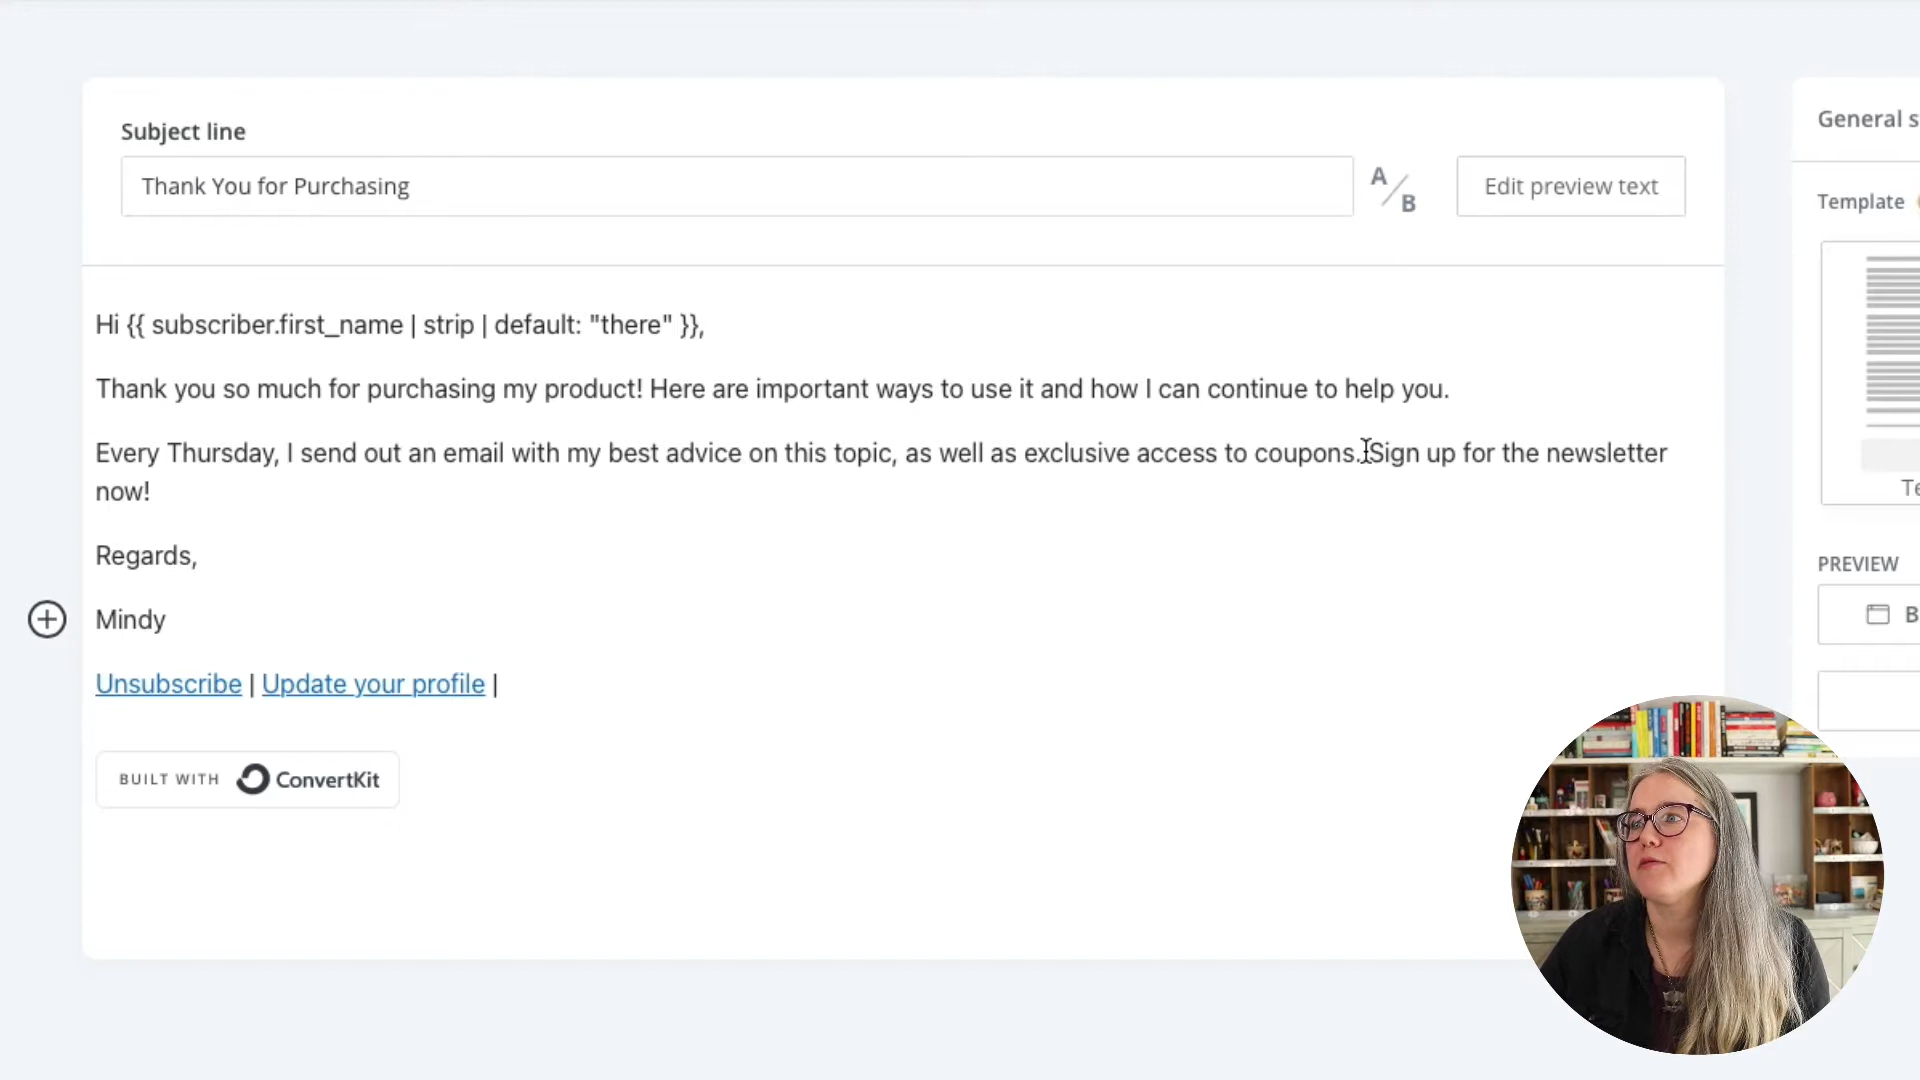 Subject line
Thank You for Purchasing
A/B
Edit preview text
General s
Template
Hi {{ subscriber.first_name | strip | default: "there" }},
Thank you so much for purchasing my product! Here are important ways to use it and how I can continue to help you.
Every Thursday, I send out an email with my best advice on this topic, as well as exclusive access to coupons. Sign up for the newsletter
now!
Te
PREVIEW
B
Regards,
Mindy
Unsubscribe | Update your profile |
BUILT WITH ConvertKit